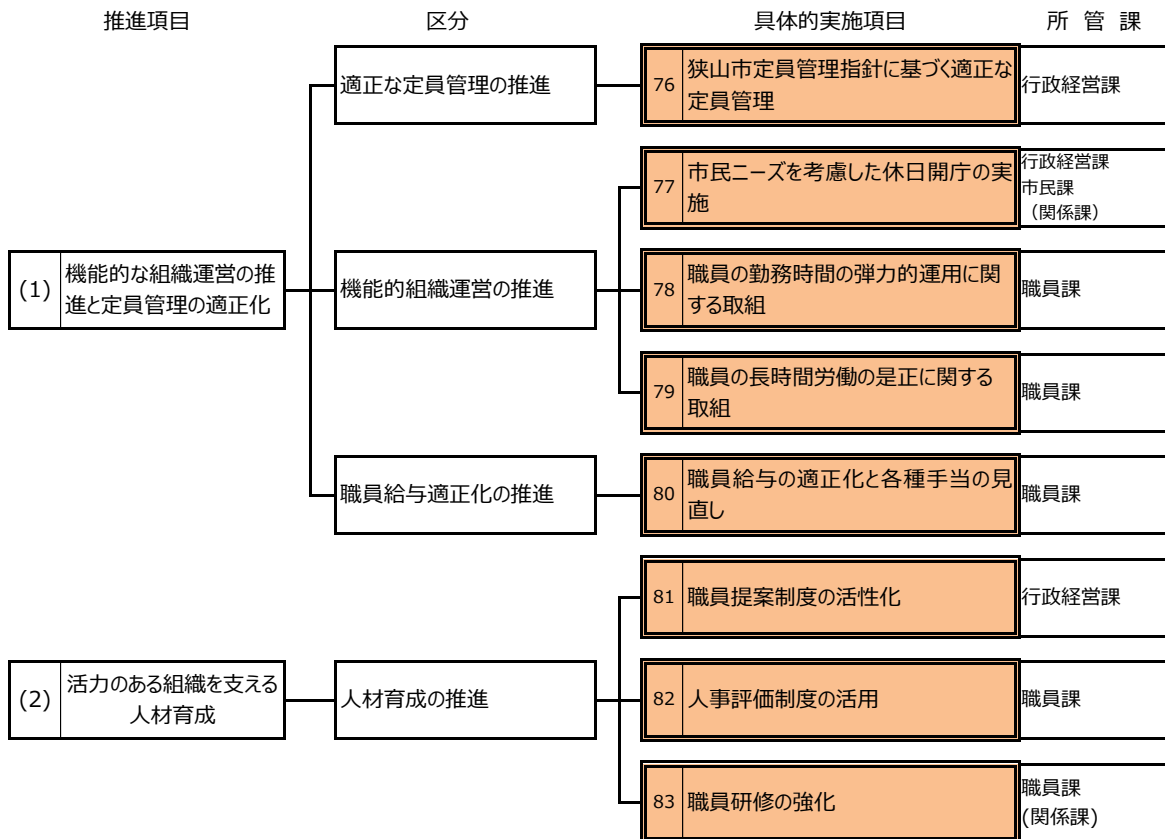 推進項目 区分 具体的実施項目 所 管 課
適正な定員管理の推進
76
狭山市定員管理指針に基づく適正な
定員管理
行政経営課
77
市民ニーズを考慮した休日開庁の実
施
行政経営課
市民課
（関係課）
(1)
機能的な組織運営の推
進と定員管理の適正化
機能的組織運営の推進
78
職員の勤務時間の弾力的運用に関
する取組
職員課
79
職員の長時間労働の是正に関する
取組
職員課
職員給与適正化の推進
80
職員給与の適正化と各種手当の見
直し
職員課
81
職員提案制度の活性化
行政経営課
(2)
活力のある組織を支える
人材育成
人材育成の推進
82
人事評価制度の活用
職員課
83
職員研修の強化
職員課
(関係課)